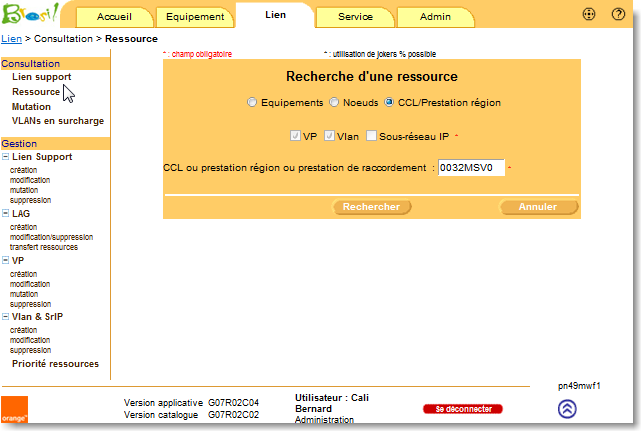 Brasil
Accueil
Equipement
Lien
Service
Admin
Lien > Consultation > Ressource
* : champ obligatoire
* : utilisation de jokers % possible
Consultation
Lien support
Ressource
Mutation
VLANs en surcharge
Gestion
Lien Support
création
modification
mutation
suppression
LAG
création
modification/suppression
transfert ressources
VP
création
modification
mutation
suppression
Vlan & SrIP
création
modification
suppression
Priorité ressources
Recherche d'une ressource
Equipements Noeuds CCL/Prestation région
VP Vlan Sous-réseau IP *
CCL ou prestation région ou prestation de raccordement : 0032MSV0 *
Rechercher
Annuler
pn49mwf1
orange
Version applicative G07R02C04
Version catalogue G07R02C02
Utilisateur : Cali
Bernard
Administration
Se déconnecter